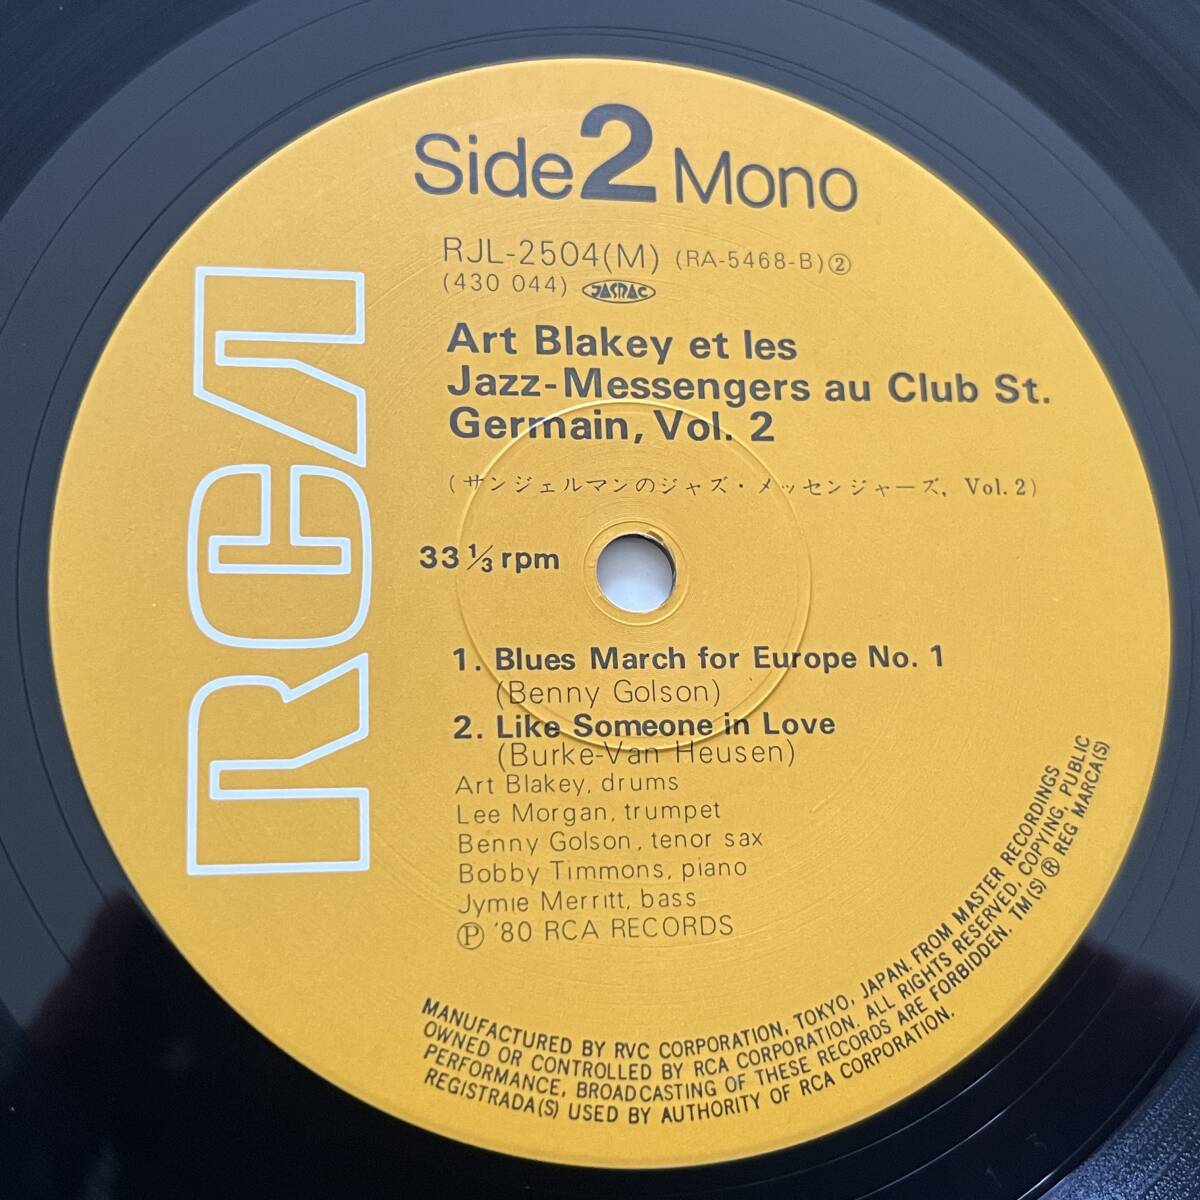 Side 2 Mono
RJL-2504(M) (RA-5468-B)②
(430 044) JASRAC
Art Blakey et les
Jazz-Messengers au Club St.
Germain, Vol. 2
(サンジェルマンのジャズ・メッセンジャーズ, Vol.2)
33 1/3 rpm
1. Blues March for Europe No. 1
(Benny Golson)
2. Like Someone in Love
(Burke-Van Heusen)
Art Blakey, drums
Lee Morgan, trumpet
Benny Golson, tenor sax
Bobby Timmons, piano
Jymie Merritt, bass
Ⓟ '80 RCA RECORDS
RCA
MANUFACTURED BY RVC CORPORATION, TOKYO, JAPAN, FROM MASTER RECORDINGS
OWNED OR CONTROLLED BY RCA CORPORATION. ALL RIGHTS RESERVED, COPYING, PUBLIC
PERFORMANCE, BROADCASTING OF THESE RECORDS ARE FORBIDDEN. TM(S) ® REG MARCA(S)
REGISTRADA(S) USED BY AUTHORITY OF RCA CORPORATION.